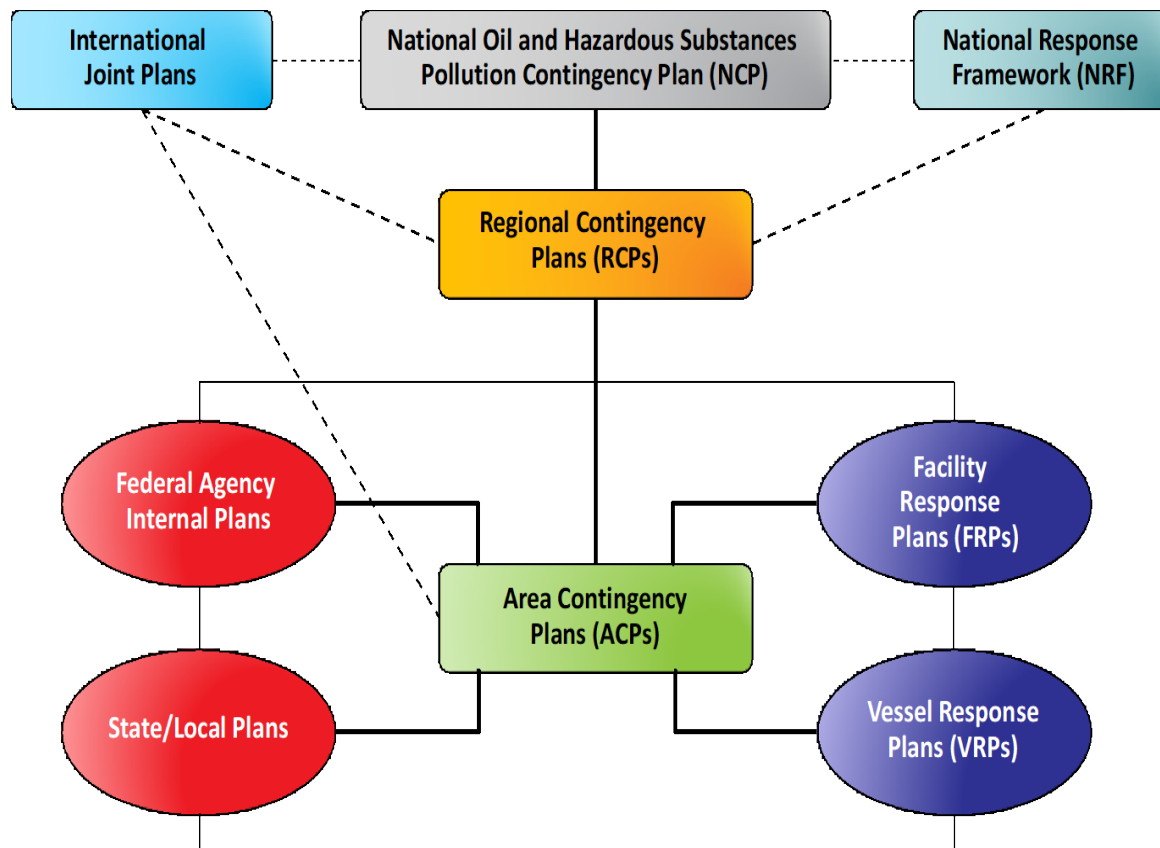 International
Joint Plans
National Oil and Hazardous Substances
Pollution Contingency Plan (NCP)
National Response
Framework (NRF)
Regional Contingency
Plans (RCPs)
Federal Agency
Internal Plans
Facility
Response
Plans (FRPs)
Area Contingency
Plans (ACPs)
State/Local Plans
Vessel Response
Plans (VRPs)